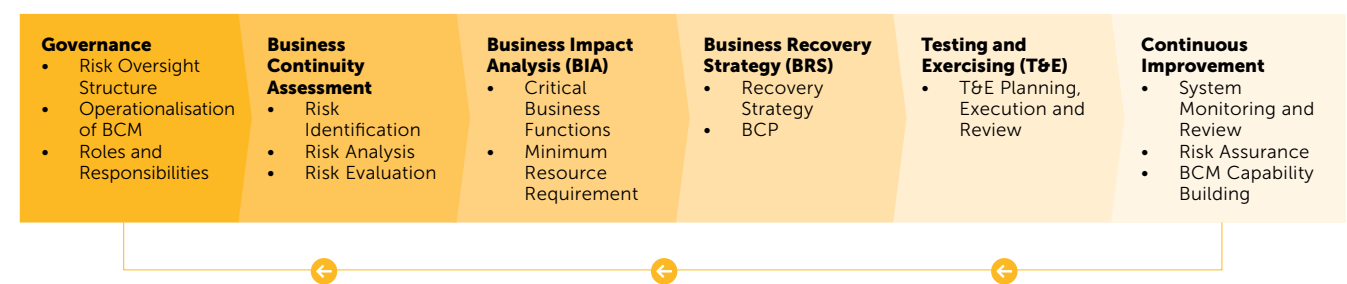 Governance
• Risk Oversight
Structure
• Operationalisation
of BCM
• Roles and
Responsibilities
Business
Continuity
Assessment
• Risk
Identification
• Risk Analysis
• Risk Evaluation
Business Impact
Analysis (BIA)
• Critical
Business
Functions
• Minimum
Resource
Requirement
Business Recovery
Strategy (BRS)
• Recovery
Strategy
• BCP
Testing and
Exercising (T&E)
• T&E Planning,
Execution and
Review
Continuous
Improvement
• System
Monitoring and
Review
• Risk Assurance
• BCM Capability
Building